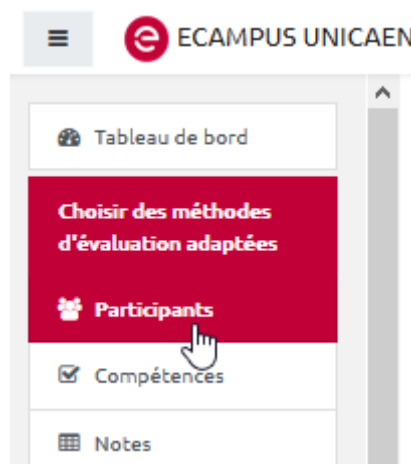 ECAMPUS UNICAEN
Tableau de bord
Choisir des méthodes
d'évaluation adaptées
Participants
Compétences
Notes